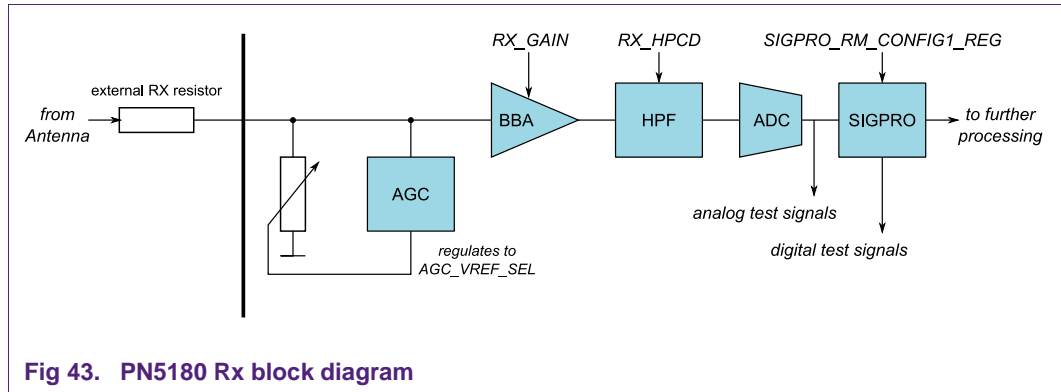 RX_GAIN
RX_HPCD
SIGPRO_RM_CONFIG1_REG
external RX resistor
from
Antenna
BBA
HPF
ADC
SIGPRO
to further
processing
AGC
analog test signals
regulates to
AGC_VREF_SEL
digital test signals
Fig 43. PN5180 Rx block diagram